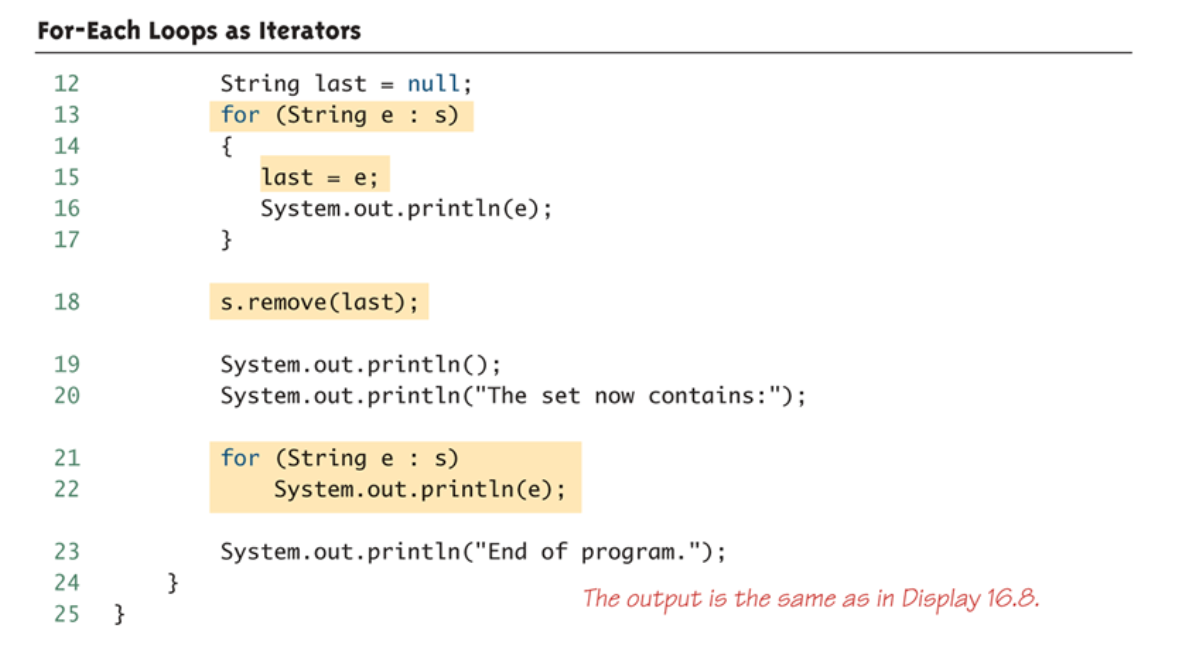 For-Each Loops as Iterators
12 String last = null;
13 for (String e : s)
14 {
15 last = e;
16 System.out.println(e);
17 }
18 s.remove(last);
19 System.out.println();
20 System.out.println("The set now contains:");
21 for (String e : s)
22 System.out.println(e);
23 System.out.println("End of program.");
24 }
The output is the same as in Display 16.8.
25 }